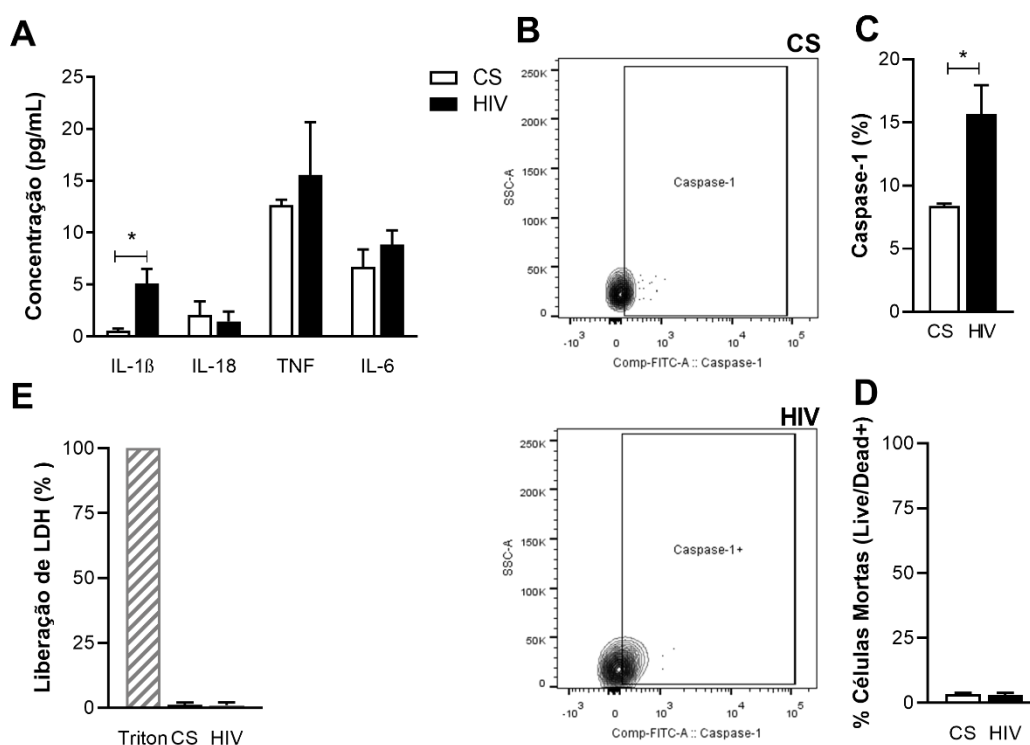 A
Concentração (pg/mL)
25
20
15
10
5
0
IL-1ß IL-18 TNF IL-6
*
CS
HIV
B
CS
250K
200K
150K
100K
50K
0
SSC-A
Caspase-1
-10³ 0 10³ 10⁴ 10⁵
Comp-FITC-A :: Caspase-1
HIV
250K
200K
150K
100K
50K
0
SSC-A
Caspase-1+
-10³ 0 10³ 10⁴ 10⁵
Comp-FITC-A :: Caspase-1
C
Caspase-1 (%)
20
15
10
5
0
*
CS HIV
D
% Células Mortas (Live/Dead+)
100
75
50
25
0
CS HIV
E
Liberação de LDH (% )
100
75
50
25
0
Triton CS HIV